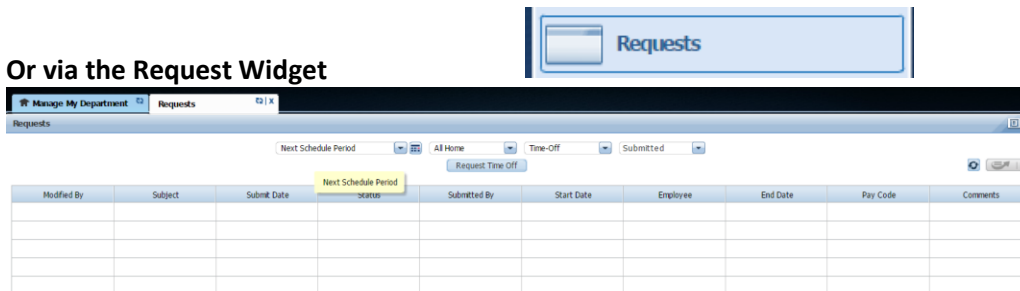 Requests
Or via the Request Widget
Manage My Department Requests X
Requests
Next Schedule Period All Home Time-Off Submitted
Request Time Off
Next Schedule Period
Modified By Subject Submit Date Status Submitted By Start Date Employee End Date Pay Code Comments